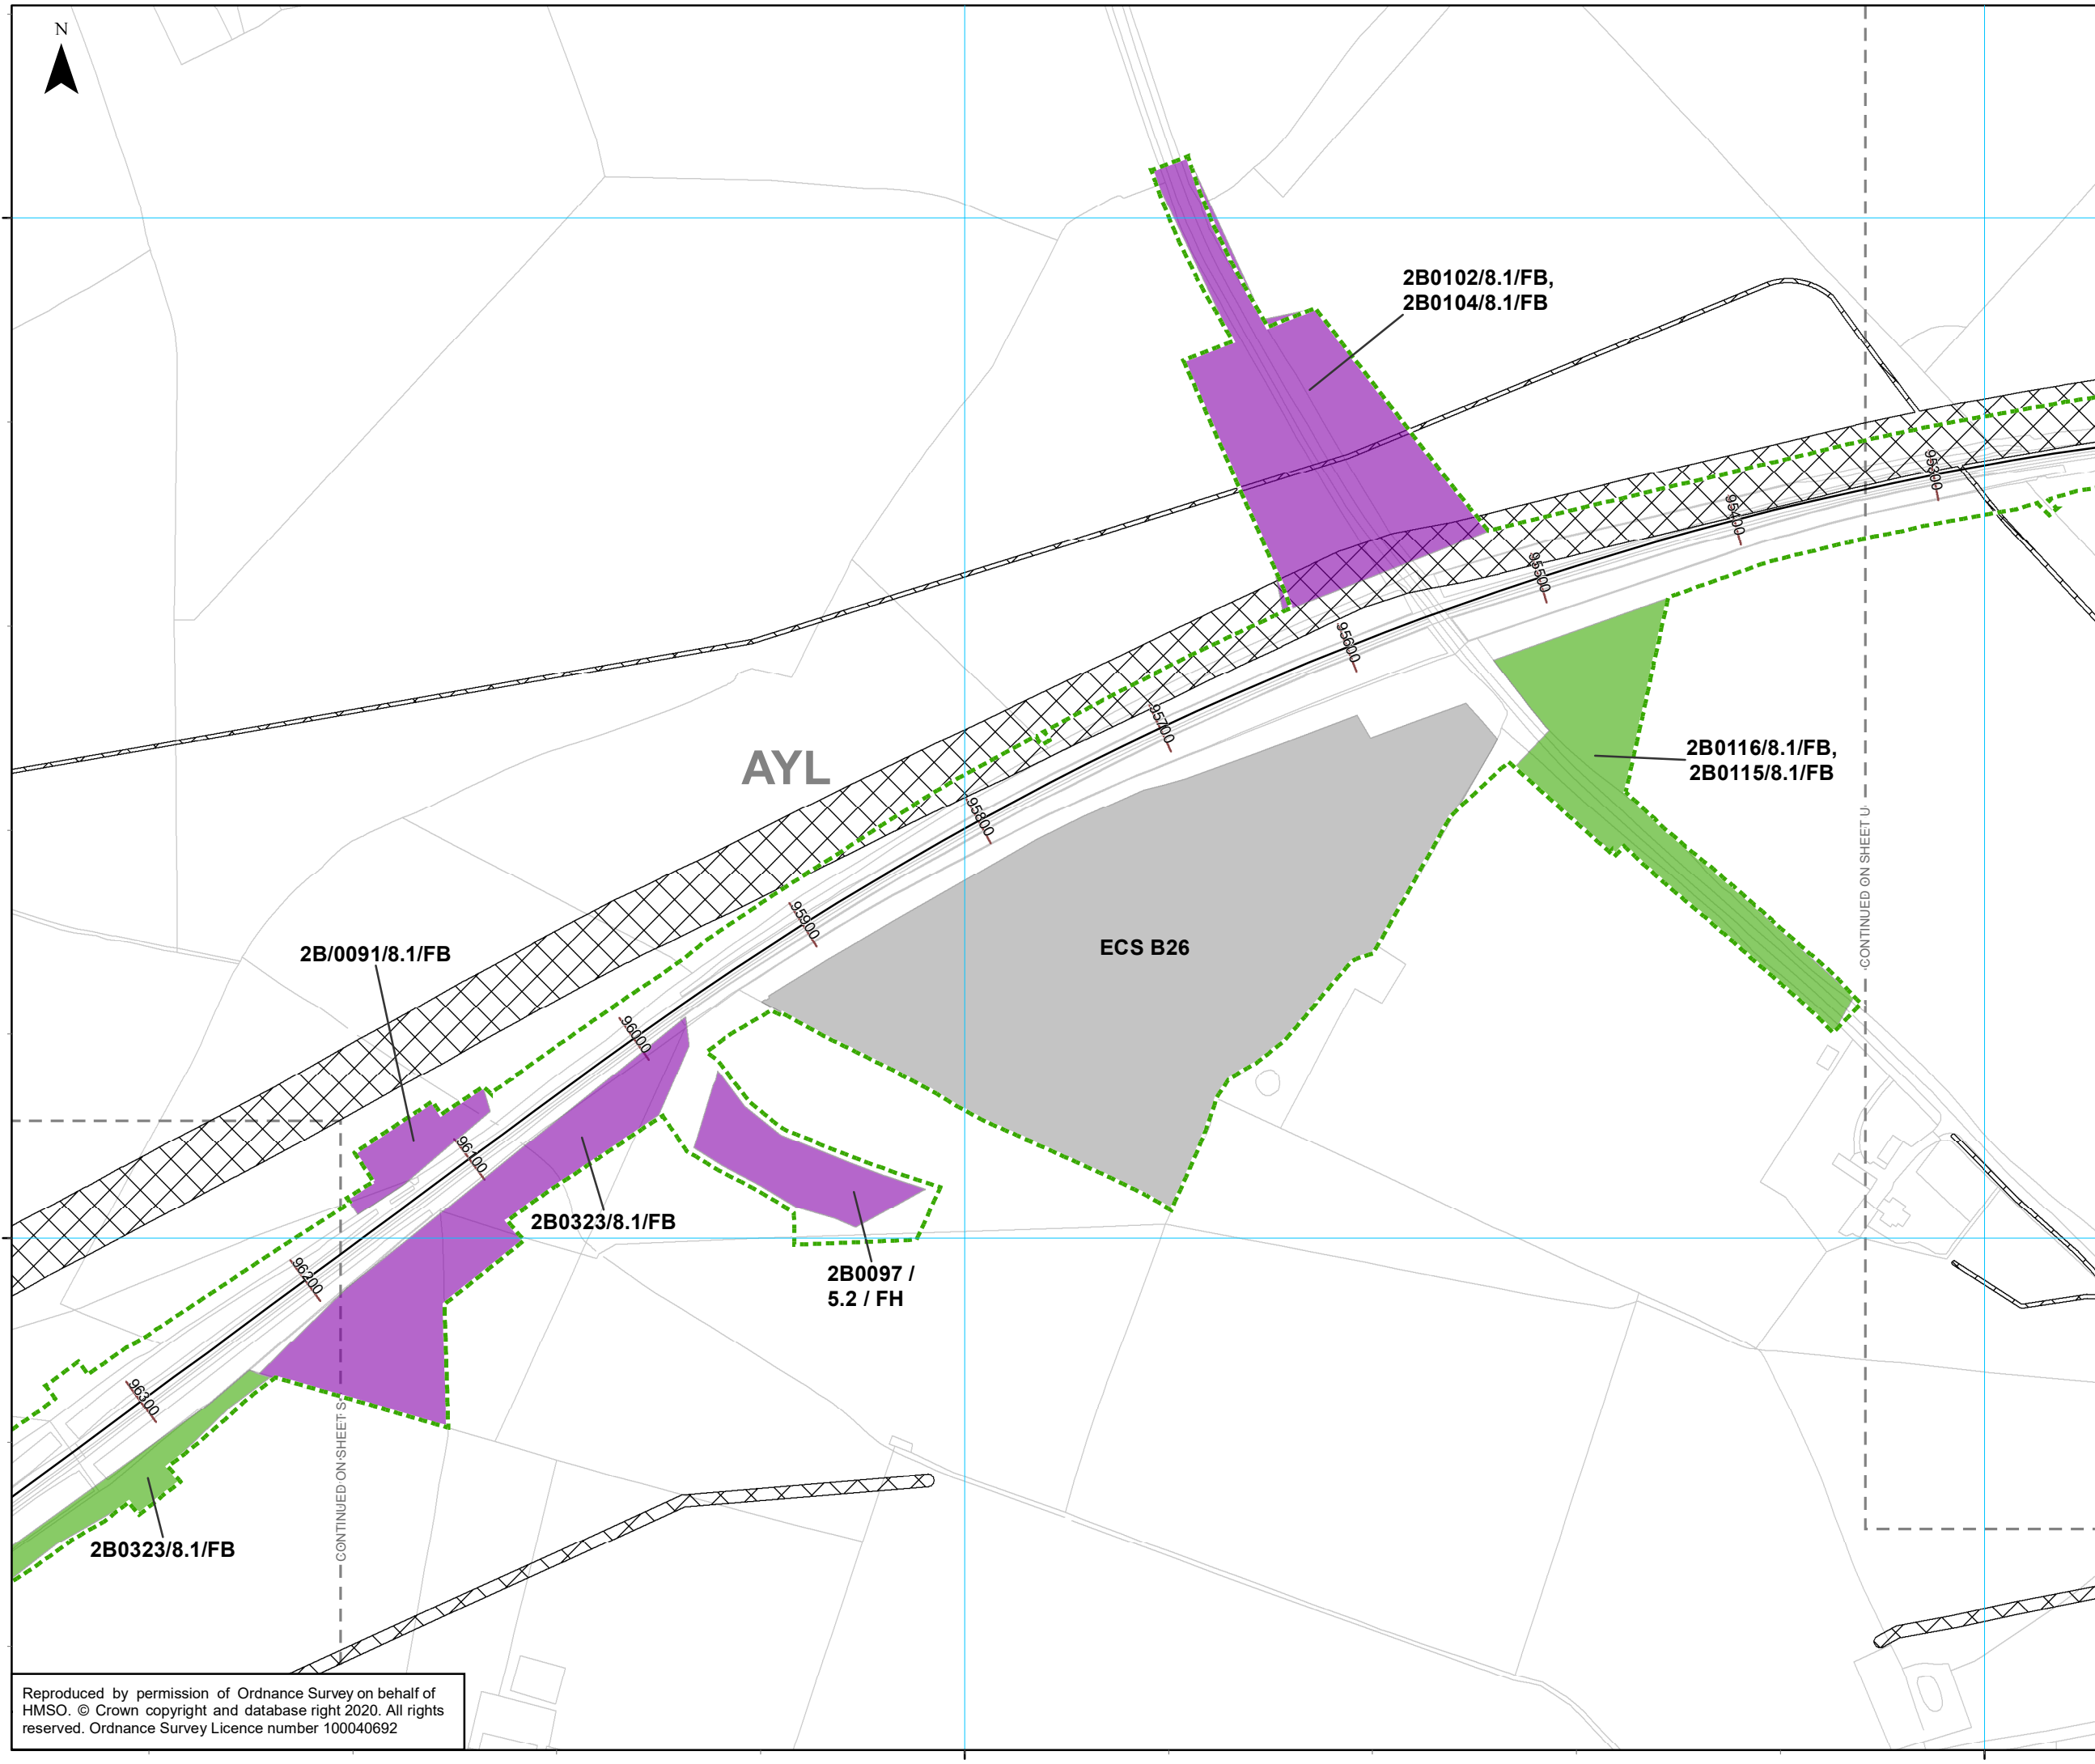 N
2B0102/8.1/FB,
2B0104/8.1/FB
95300
95400
95500
95600
95700
95800
95900
96000
96100
96200
96300
AYL
2B0116/8.1/FB,
2B0115/8.1/FB
CONTINUED ON SHEET U
ECS B26
2B/0091/8.1/FB
2B0323/8.1/FB
2B0097 /
5.2 / FH
CONTINUED ON SHEET S
2B0323/8.1/FB
Reproduced by permission of Ordnance Survey on behalf of
HMSO. © Crown copyright and database right 2020. All rights
reserved. Ordnance Survey Licence number 100040692